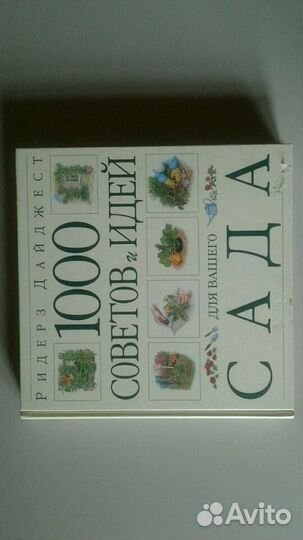 РИДЕРЗ ДАЙДЖЕСТ
1000
СОВЕТОВ и ИДЕЙ
ДЛЯ ВАШЕГО
САДА
Avito